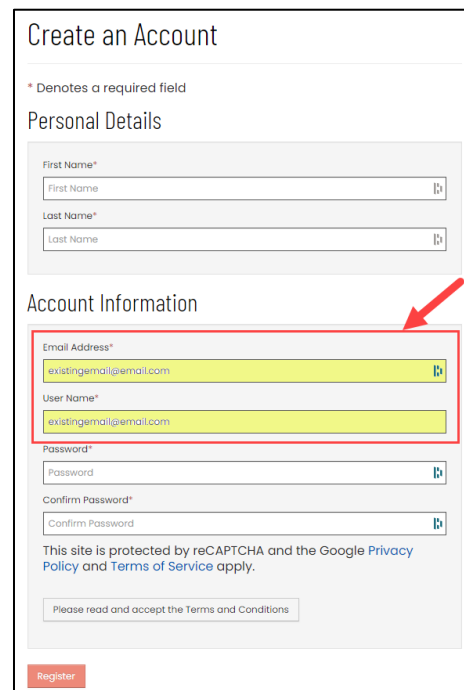 Create an Account
* Denotes a required field
Personal Details
First Name*
First Name
Last Name*
Last Name
Account Information
Email Address*
existingemail@email.com
User Name*
existingemail@email.com
Password*
Password
Confirm Password*
Confirm Password
This site is protected by reCAPTCHA and the Google Privacy
Policy and Terms of Service apply.
Please read and accept the Terms and Conditions
Register